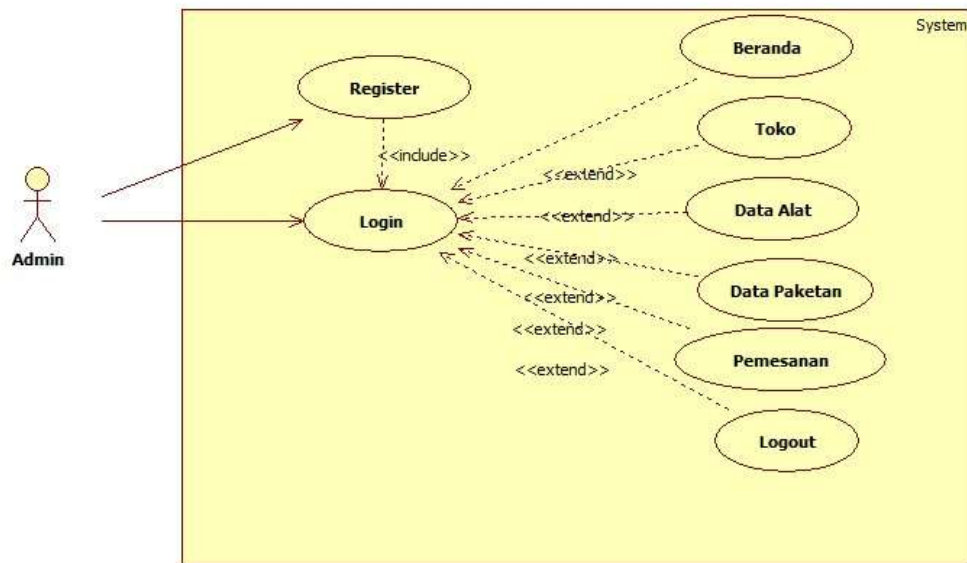 System
Beranda
Register
Toko
<<include>>
<<extend>>
Admin
Login
<<extend>>
Data Alat
<<extend>>
Data Paketan
<<extend>>
<<extend>>
Pemesanan
<<extend>>
Logout